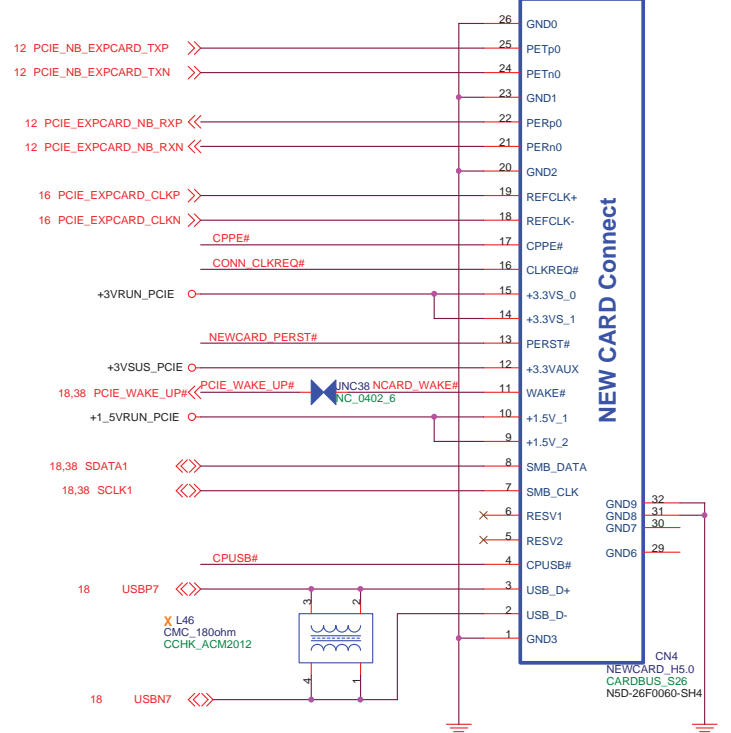 26 GND0
12 PCIE_NB_EXPCARD_TXP 25 PETp0
12 PCIE_NB_EXPCARD_TXN 24 PETn0
23 GND1
12 PCIE_EXPCARD_NB_RXP 22 PERp0
12 PCIE_EXPCARD_NB_RXN 21 PERn0
20 GND2
16 PCIE_EXPCARD_CLKP 19 REFCLK+
16 PCIE_EXPCARD_CLKN 18 REFCLK-
CPPE# 17 CPPE#
CONN_CLKREQ# 16 CLKREQ#
+3VRUN_PCIE 15 +3.3VS_0
14 +3.3VS_1
NEWCARD_PERST# 13 PERST#
+3VSUS_PCIE 12 +3.3VAUX
18,38 PCIE_WAKE_UP# PCIE_WAKE_UP# JNC38 NCARD_WAKE# 11 WAKE#
NC_0402_6
+1_5VRUN_PCIE 10 +1.5V_1
9 +1.5V_2
18,38 SDATA1 8 SMB_DATA
18,38 SCLK1 7 SMB_CLK
6 RESV1
5 RESV2
CPUSB# 4 CPUSB#
18 USBP7 3 USB_D+
3 2
2 USB_D-
X L46
CMC_180ohm
CCHK_ACM2012
1 GND3
4 1
18 USBN7
NEW CARD Connect
GND9 32
GND8 31
GND7 30
GND6 29
CN4
NEWCARD_H5.0
CARDBUS_S26
N5D-26F0060-SH4